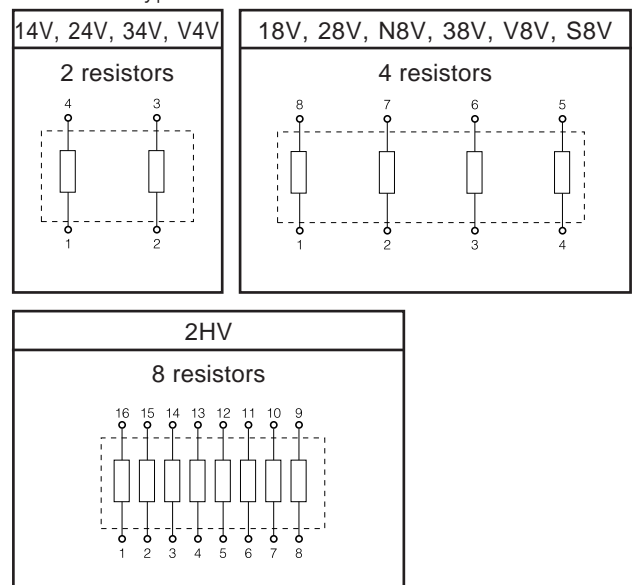 14V, 24V, 34V, V4V
2 resistors
4 3
1 2
18V, 28V, N8V, 38V, V8V, S8V
4 resistors
8 7 6 5
1 2 3 4
2HV
8 resistors
16 15 14 13 12 11 10 9
1 2 3 4 5 6 7 8